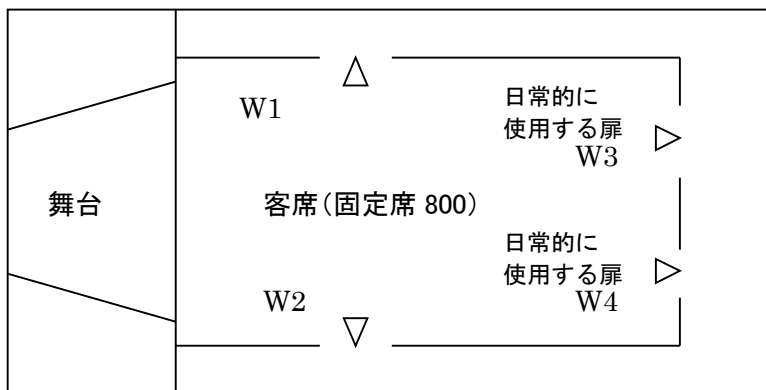 W1
日常的に
使用する扉
W3
舞台
客席(固定席 800)
日常的に
使用する扉
W2
W4